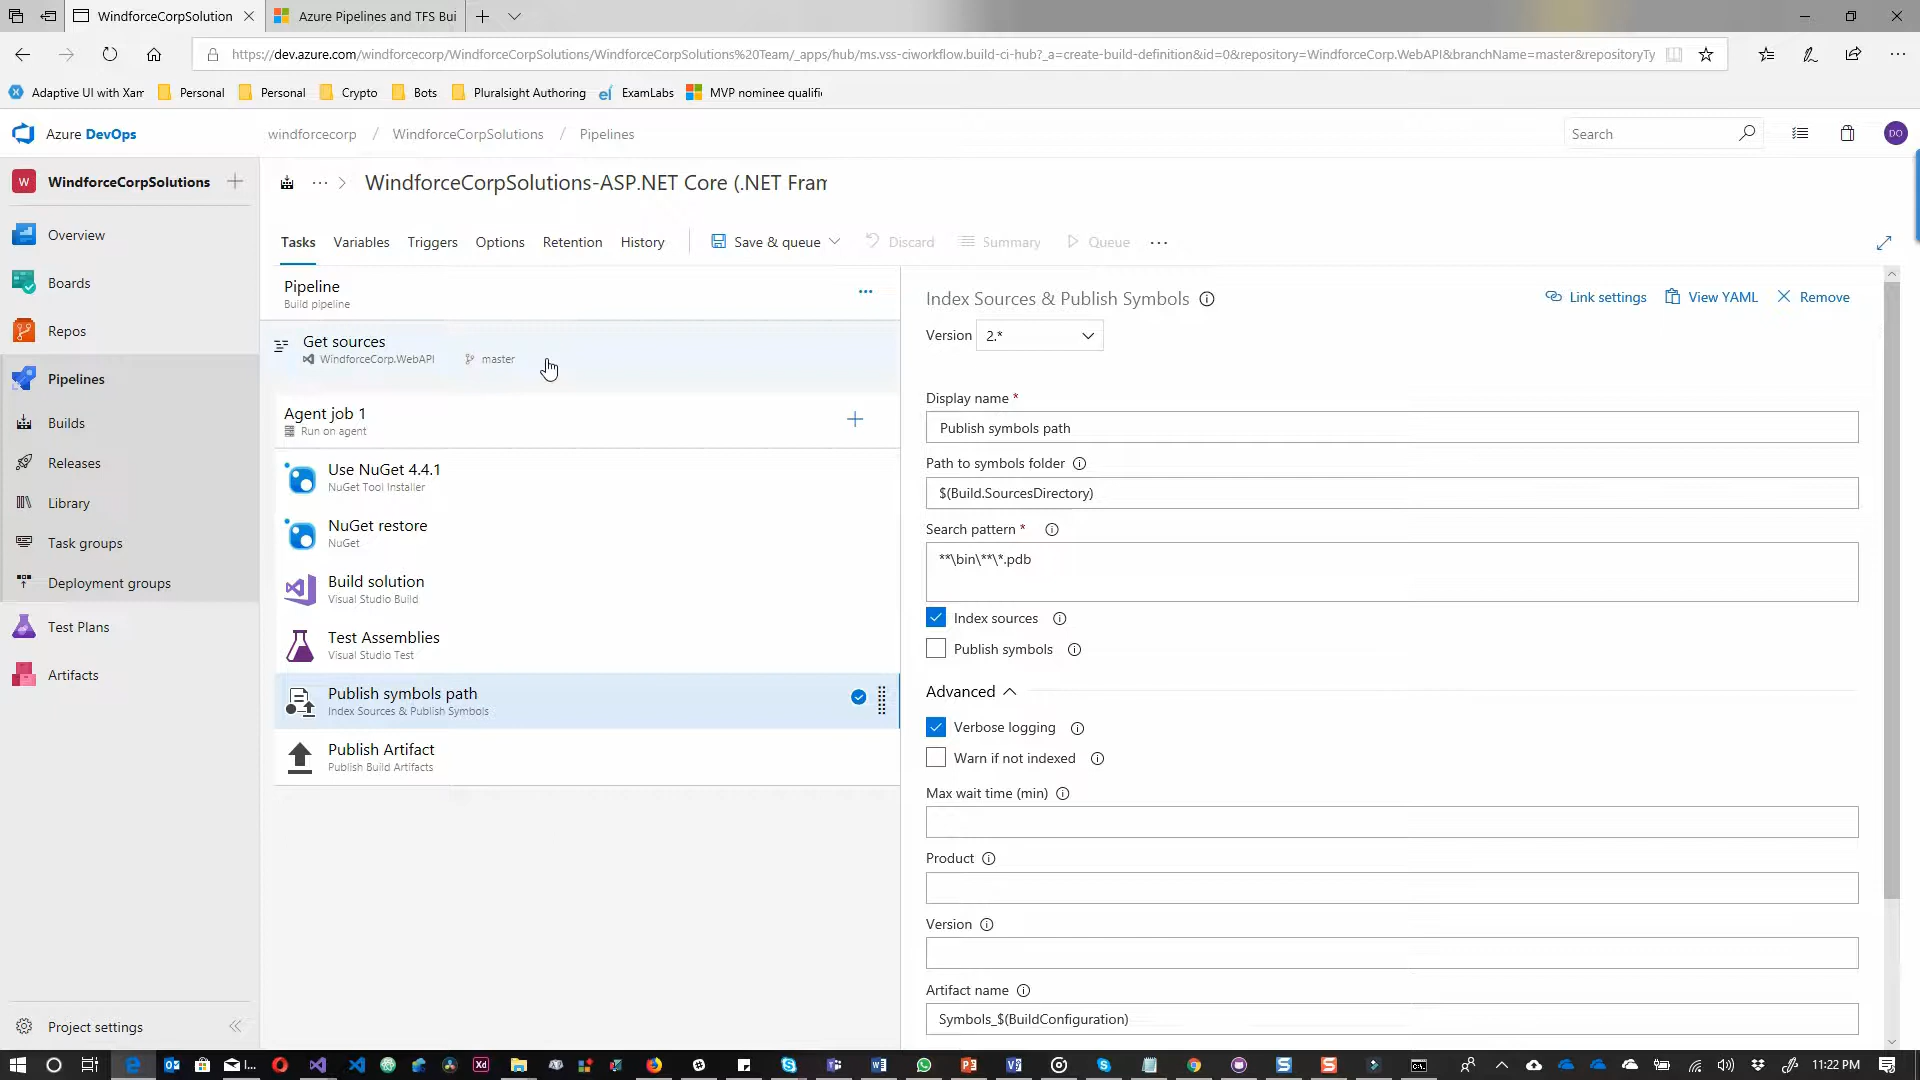 WindforceCorpSolution
Azure Pipelines and TFS Bui
https://dev.azure.com/windforcecorp/WindforceCorpSolutions/WindforceCorpSolutions%20Team/_apps/hub/ms.vss-ciworkflow.build-ci-hub?_a=create-build-definition&id=0&repository=WindforceCorp.WebAPI&branchName=master&repositoryTy
Adaptive UI with Xam
Personal
Personal
Crypto
Bots
Pluralsight Authoring
ExamLabs
MVP nominee qualifi
Azure DevOps
windforcecorp / WindforceCorpSolutions / Pipelines
Search
DO
W
WindforceCorpSolutions
Overview
Boards
Repos
Pipelines
Builds
Releases
Library
Task groups
Deployment groups
Test Plans
Artifacts
Project settings
WindforceCorpSolutions-ASP.NET Core (.NET Fram
Tasks
Variables
Triggers
Options
Retention
History
Save & queue
Discard
Summary
Queue
Pipeline
Build pipeline
Get sources
WindforceCorp.WebAPI
master
Agent job 1
Run on agent
Use NuGet 4.4.1
NuGet Tool Installer
NuGet restore
NuGet
Build solution
Visual Studio Build
Test Assemblies
Visual Studio Test
Publish symbols path
Index Sources & Publish Symbols
Publish Artifact
Publish Build Artifacts
Index Sources & Publish Symbols
Link settings
View YAML
Remove
Version 2.*
Display name *
Publish symbols path
Path to symbols folder
$(Build.SourcesDirectory)
Search pattern *
**\bin\**\*.pdb
Index sources
Publish symbols
Advanced
Verbose logging
Warn if not indexed
Max wait time (min)
Product
Version
Artifact name
Symbols_$(BuildConfiguration)
11:22 PM